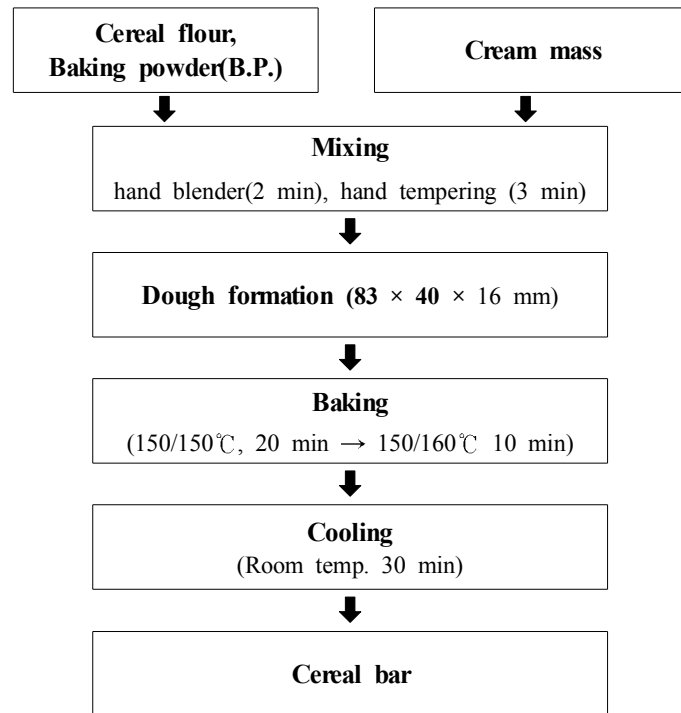 Cereal flour,
Baking powder(B.P.)
Cream mass
Mixing
hand blender(2 min), hand tempering (3 min)
Dough formation (83 × 40 × 16 mm)
Baking
(150/150℃, 20 min → 150/160℃ 10 min)
Cooling
(Room temp. 30 min)
Cereal bar